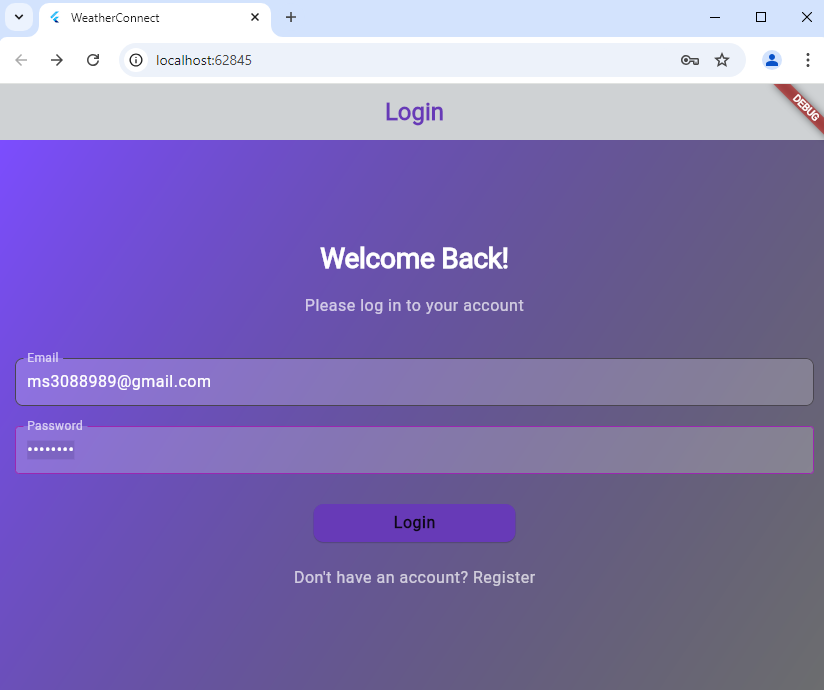 WeatherConnect
localhost:62845
Login
DEBUG
Welcome Back!
Please log in to your account
Email
ms3088989@gmail.com
Password
••••••••
Login
Don't have an account? Register